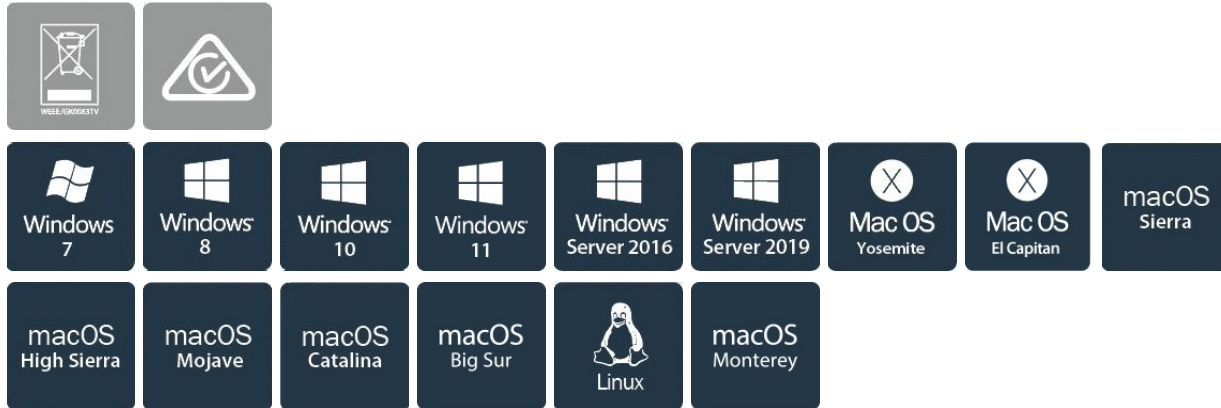 WEEE/GK0063TV
Windows
7
Windows
8
Windows
10
Windows
11
Windows
Server 2016
Windows
Server 2019
X
Mac OS
Yosemite
X
Mac OS
El Capitan
macOS
Sierra
macOS
High Sierra
macOS
Mojave
macOS
Catalina
macOS
Big Sur
Linux
macOS
Monterey